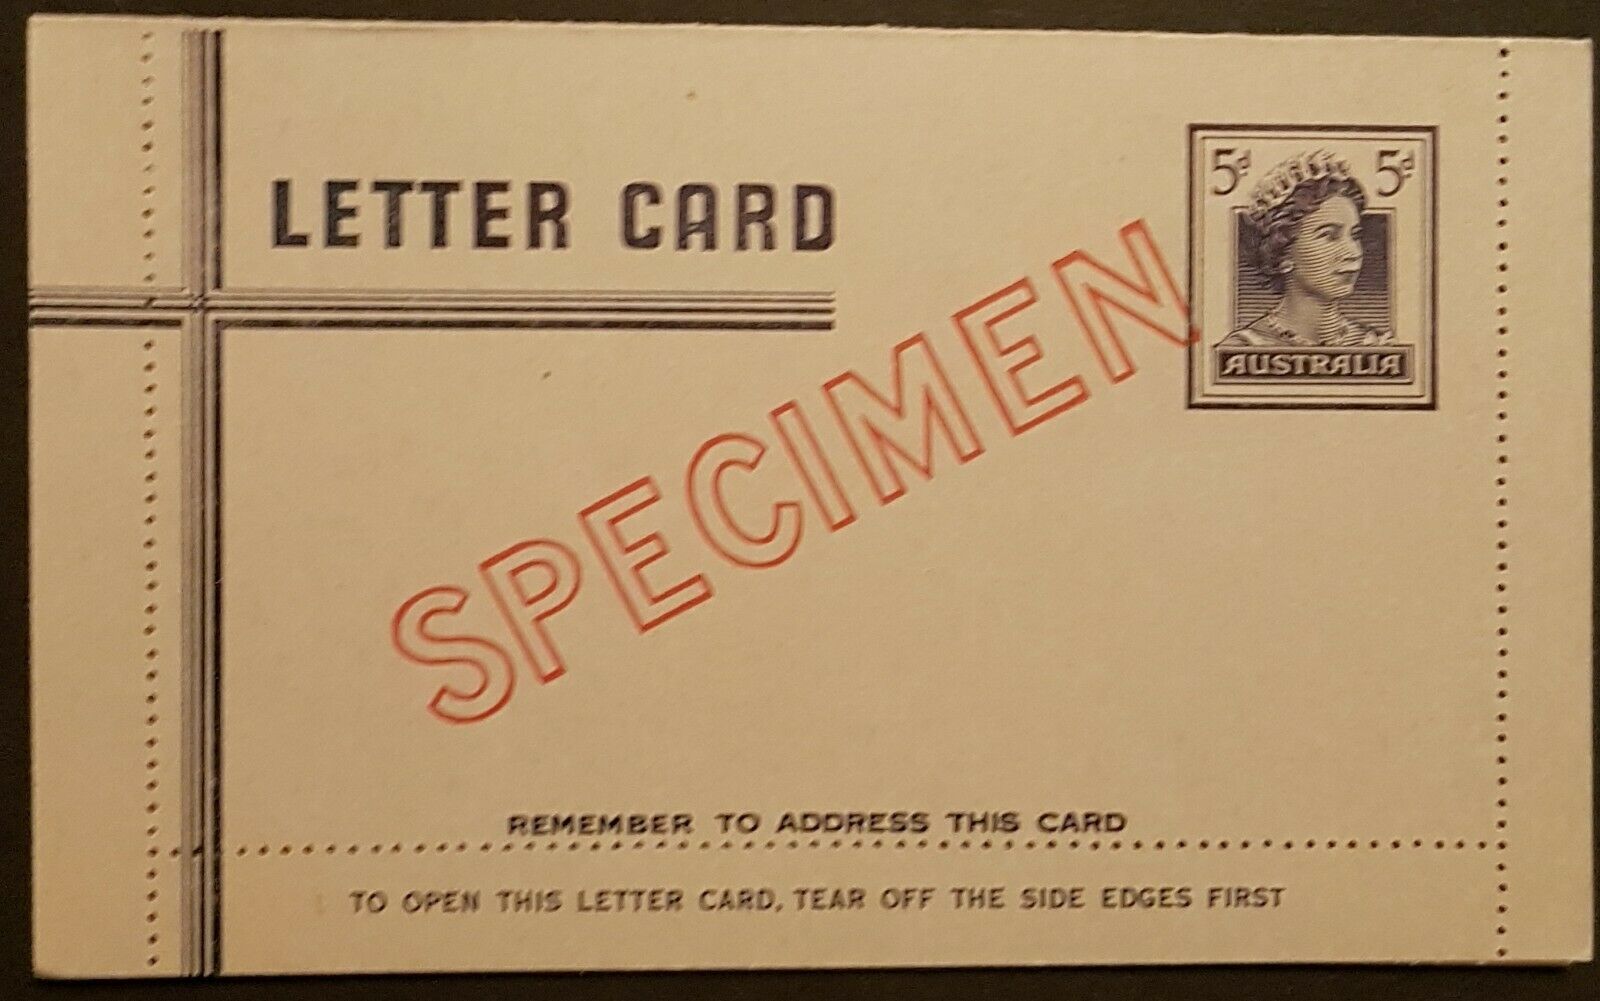 LETTER CARD
5d 5d
AUSTRALIA
SPECIMEN
REMEMBER TO ADDRESS THIS CARD
TO OPEN THIS LETTER CARD, TEAR OFF THE SIDE EDGES FIRST